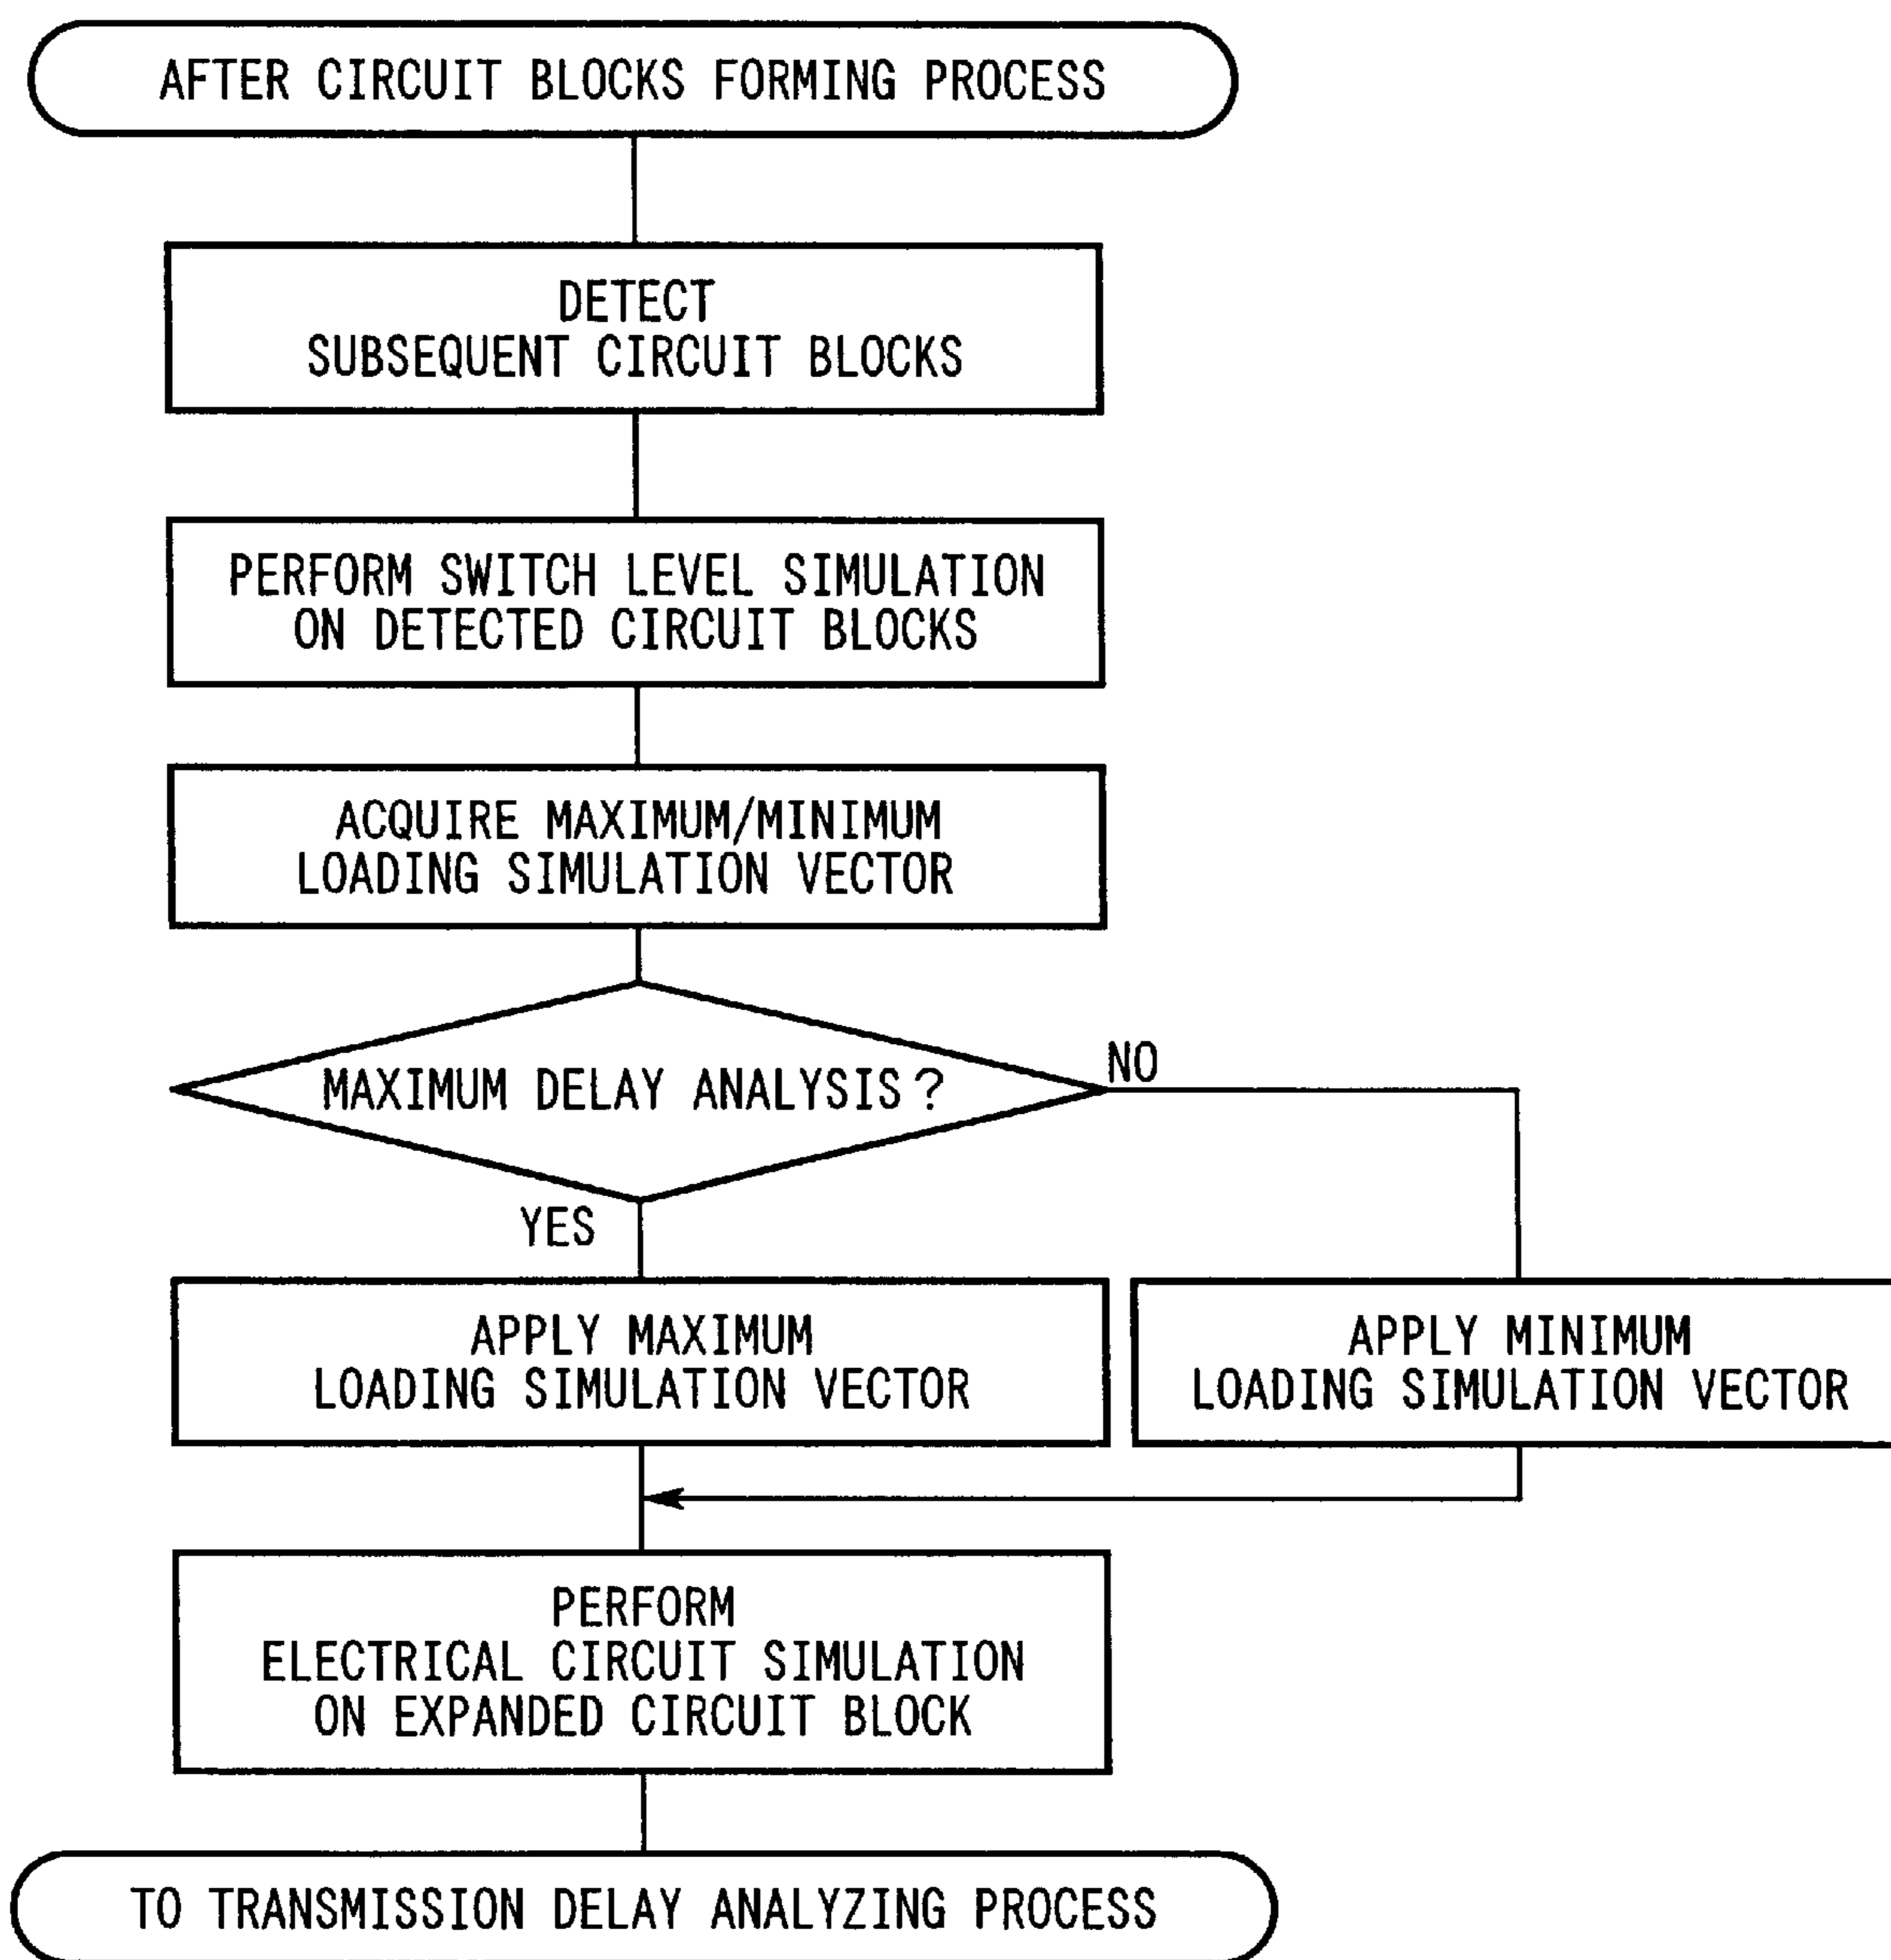 AFTER CIRCUIT BLOCKS FORMING PROCESS
DETECT
SUBSEQUENT CIRCUIT BLOCKS
PERFORM SWITCH LEVEL SIMULATION
ON DETECTED CIRCUIT BLOCKS
ACQUIRE MAXIMUM/MINIMUM
LOADING SIMULATION VECTOR
MAXIMUM DELAY ANALYSIS?
NO
YES
APPLY MAXIMUM
LOADING SIMULATION VECTOR
APPLY MINIMUM
LOADING SIMULATION VECTOR
PERFORM
ELECTRICAL CIRCUIT SIMULATION
ON EXPANDED CIRCUIT BLOCK
TO TRANSMISSION DELAY ANALYZING PROCESS